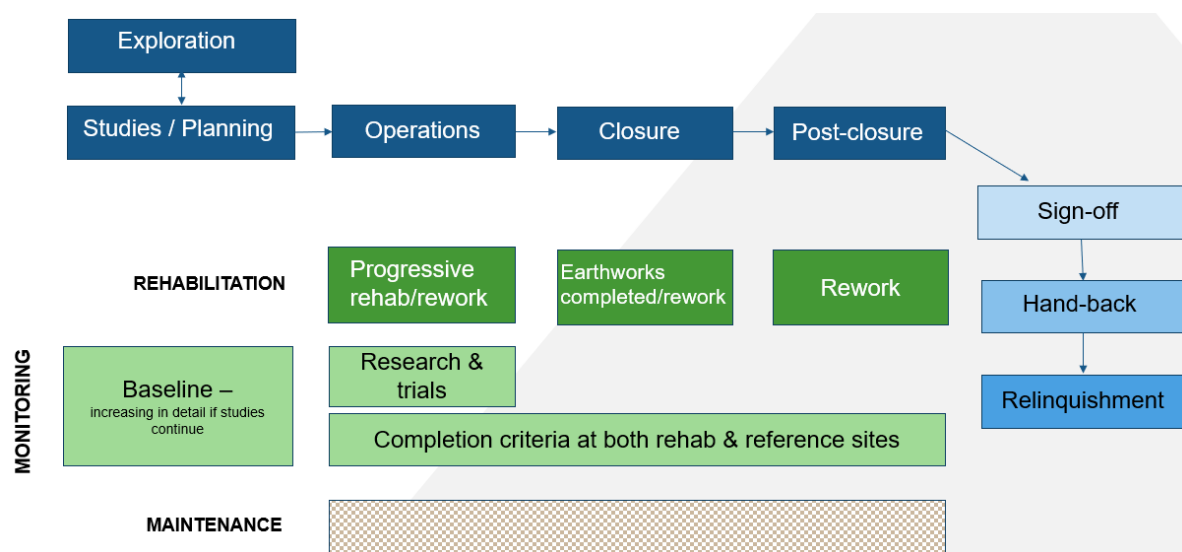 Exploration
Studies / Planning
Operations
Closure
Post-closure
Sign-off
REHABILITATION
Progressive
rehab/rework
Earthworks
completed/rework
Rework
Hand-back
MONITORING
Baseline –
increasing in detail if studies
continue
Research &
trials
Relinquishment
Completion criteria at both rehab & reference sites
MAINTENANCE